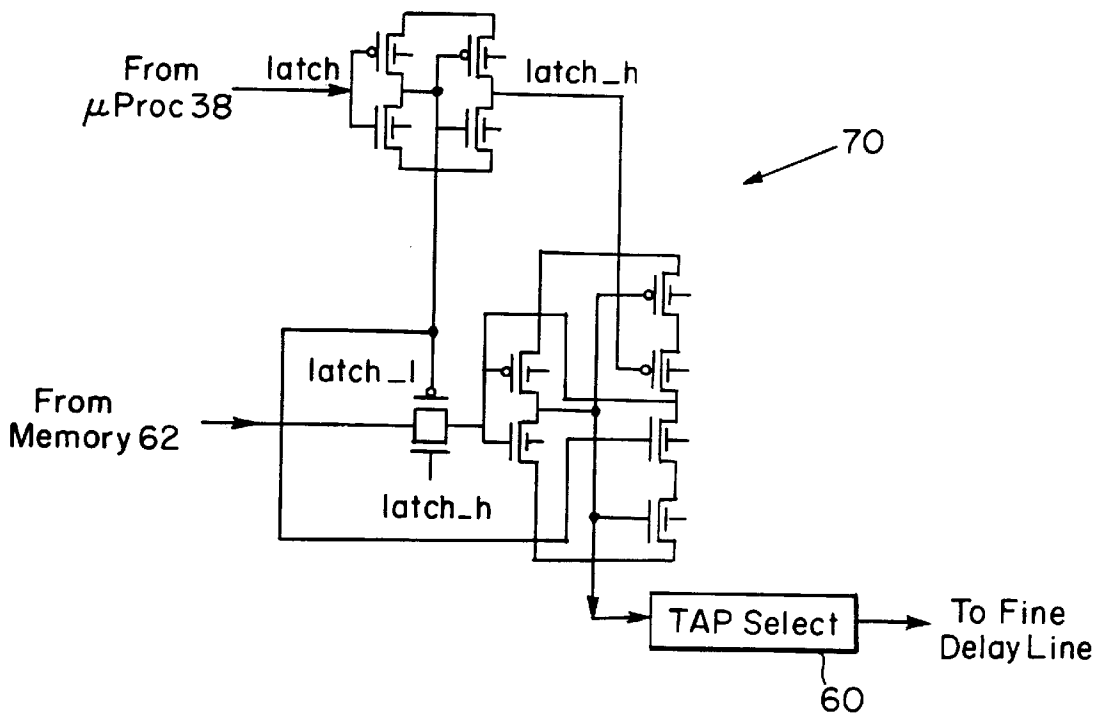 From
μProc 38
latch
latch_h
70
latch_l
From
Memory 62
latch_h
TAP Select
To Fine
Delay Line
60